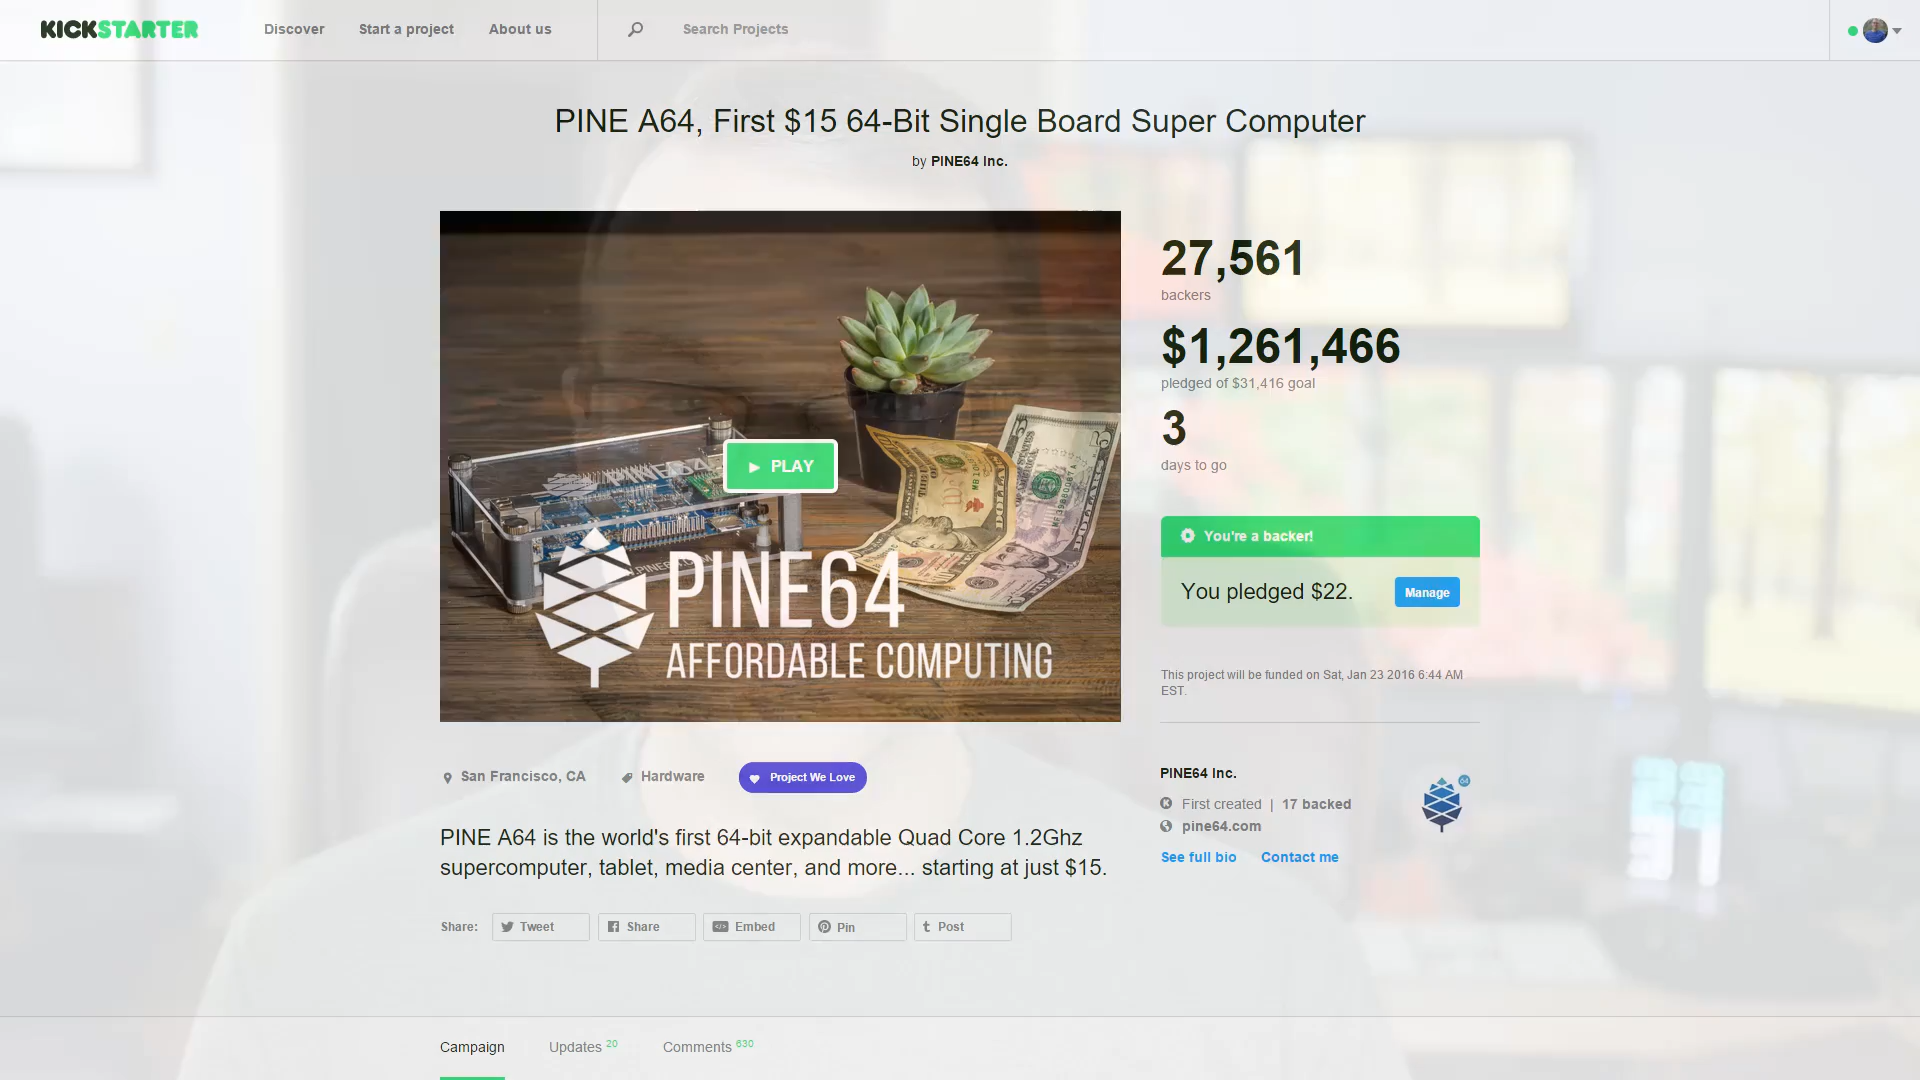 KICKSTARTER
Discover
Start a project
About us
Search Projects
PINE A64, First $15 64-Bit Single Board Super Computer
by PINE64 Inc.
PLAY
PINE64
AFFORDABLE COMPUTING
27,561
backers
$1,261,466
pledged of $31,416 goal
3
days to go
You're a backer!
You pledged $22.
Manage
This project will be funded on Sat, Jan 23 2016 6:44 AM
EST.
San Francisco, CA
Hardware
Project We Love
PINE A64 is the world's first 64-bit expandable Quad Core 1.2Ghz
supercomputer, tablet, media center, and more... starting at just $15.
Share:
Tweet
Share
Embed
Pin
Post
PINE64 Inc.
64
First created | 17 backed
pine64.com
See full bio
Contact me
Campaign
Updates 20
Comments 630